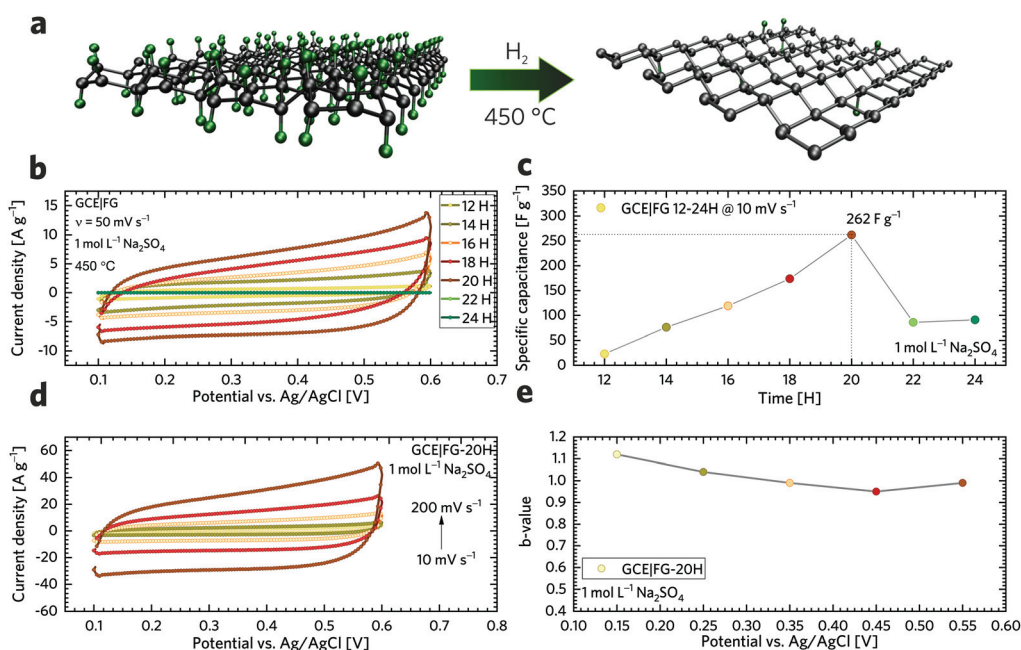 a
H₂
450 °C
b
GCE|FG
ν = 50 mV s⁻¹
1 mol L⁻¹ Na₂SO₄
450 °C
12 H
14 H
16 H
18 H
20 H
22 H
24 H
15
10
5
0
-5
-10
Current density [A g⁻¹]
0.1 0.2 0.3 0.4 0.5 0.6 0.7 0.8
Potential vs. Ag/AgCl [V]
c
GCE|FG 12-24H @ 10 mV s⁻¹
262 F g⁻¹
1 mol L⁻¹ Na₂SO₄
350
300
250
200
150
100
50
0
Specific capacitance [F g⁻¹]
12 14 16 18 20 22 24
Time [H]
d
GCE|FG-20H
1 mol L⁻¹ Na₂SO₄
200 mV s⁻¹
10 mV s⁻¹
60
40
20
0
-20
-40
-60
Current density [A g⁻¹]
0.1 0.2 0.3 0.4 0.5 0.6 0.7 0.8
Potential vs. Ag/AgCl [V]
e
1.2
1.1
1.0
0.9
0.8
0.7
0.6
0.5
0.4
b-value
GCE|FG-20H
1 mol L⁻¹ Na₂SO₄
0.10 0.15 0.20 0.25 0.30 0.35 0.40 0.45 0.50 0.55 0.60
Potential vs. Ag/AgCl [V]